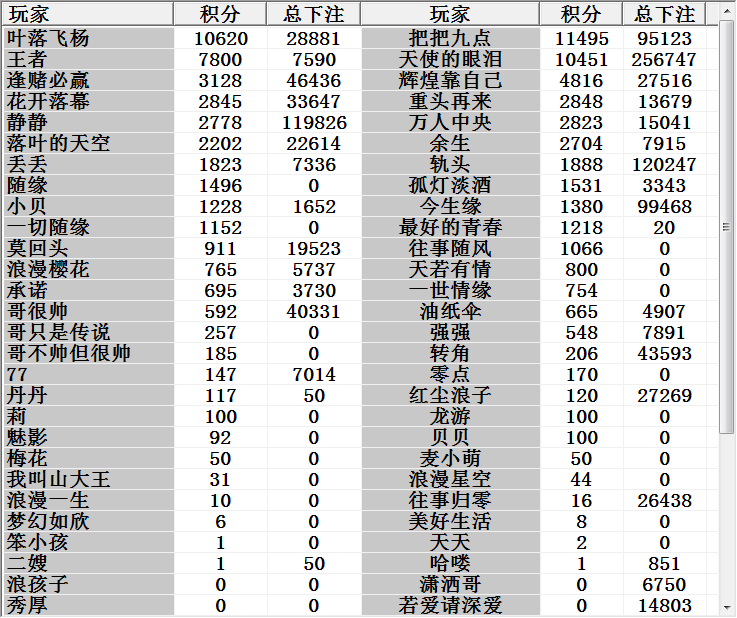 玩家 积分 总下注 玩家 积分 总下注
叶落飞杨 10620 28881 把把九点 11495 95123
王者 7800 7590 天使的眼泪 10451 256747
逢赌必赢 3128 46436 辉煌靠自己 4816 27516
花开落幕 2845 33647 重头再来 2848 13679
静静 2778 119826 万人中央 2823 15041
落叶的天空 2202 22614 余生 2704 7915
丢丢 1823 7336 轨头 1888 120247
随缘 1496 0 孤灯淡酒 1531 3343
小贝 1228 1652 今生缘 1380 99468
一切随缘 1152 0 最好的青春 1218 20
莫回头 911 19523 往事随风 1066 0
浪漫樱花 765 5737 天若有情 800 0
承诺 695 3730 一世情缘 754 0
哥很帅 592 40331 油纸伞 665 4907
哥只是传说 257 0 强强 548 7891
哥不帅但很帅 185 0 转角 206 43593
77 147 7014 零点 170 0
丹丹 117 50 红尘浪子 120 27269
莉 100 0 龙游 100 0
魅影 92 0 贝贝 100 0
梅花 50 0 麦小萌 50 0
我叫山大王 31 0 浪漫星空 44 0
浪漫一生 10 0 往事归零 16 26438
梦幻如欣 6 0 美好生活 8 0
笨小孩 1 0 天天 2 0
二嫂 1 50 哈喽 1 851
浪孩子 0 0 潇洒哥 0 6750
秀厚 0 0 若爱请深爱 0 14803